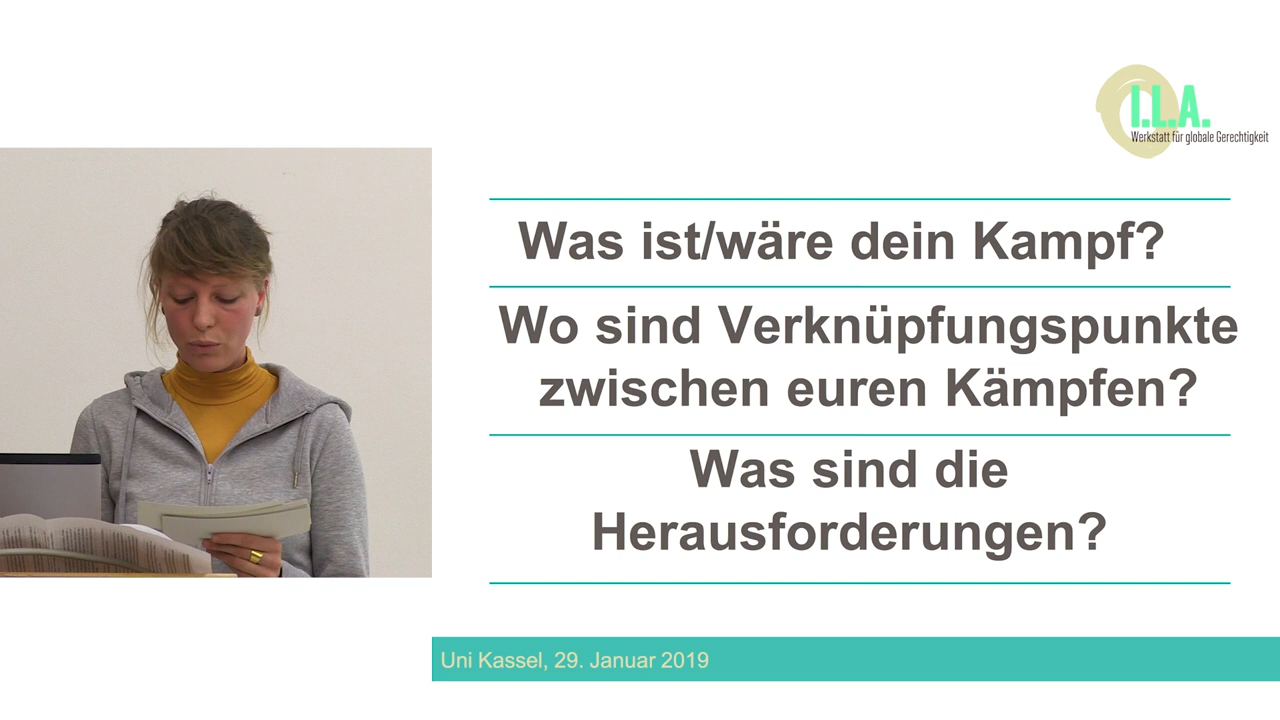 I.L.A.
Werkstatt für globale Gerechtigkeit
Was ist/wäre dein Kampf?
Wo sind Verknüpfungspunkte
zwischen euren Kämpfen?
Was sind die
Herausforderungen?
Uni Kassel, 29. Januar 2019